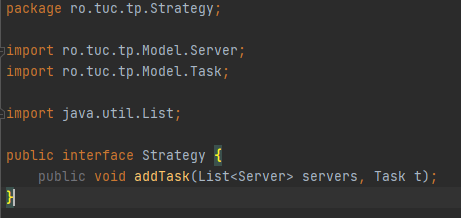 package ro.tuc.tp.Strategy;
import ro.tuc.tp.Model.Server;
import ro.tuc.tp.Model.Task;
import java.util.List;
public interface Strategy {
    public void addTask(List<Server> servers, Task t);
}